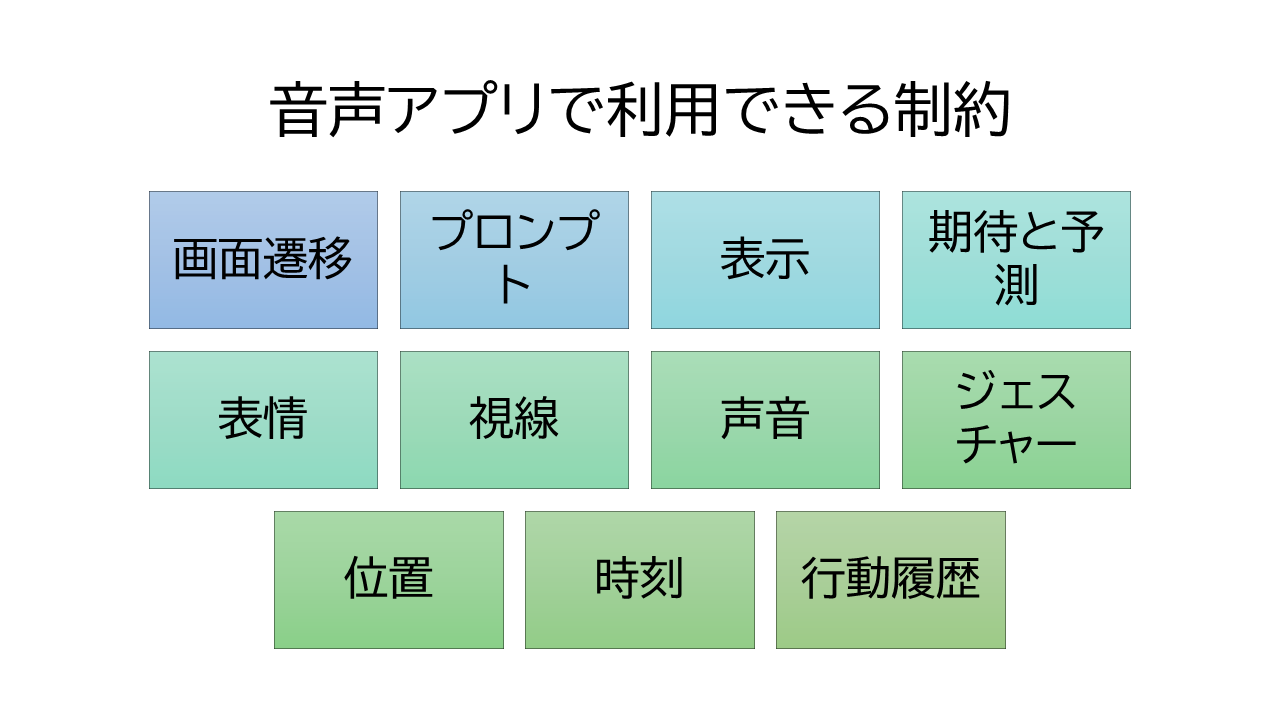 音声アプリで利用できる制約
画面遷移
プロンプ
ト
表示
期待と予
測
表情
視線
声音
ジェス
チャー
位置
時刻
行動履歴